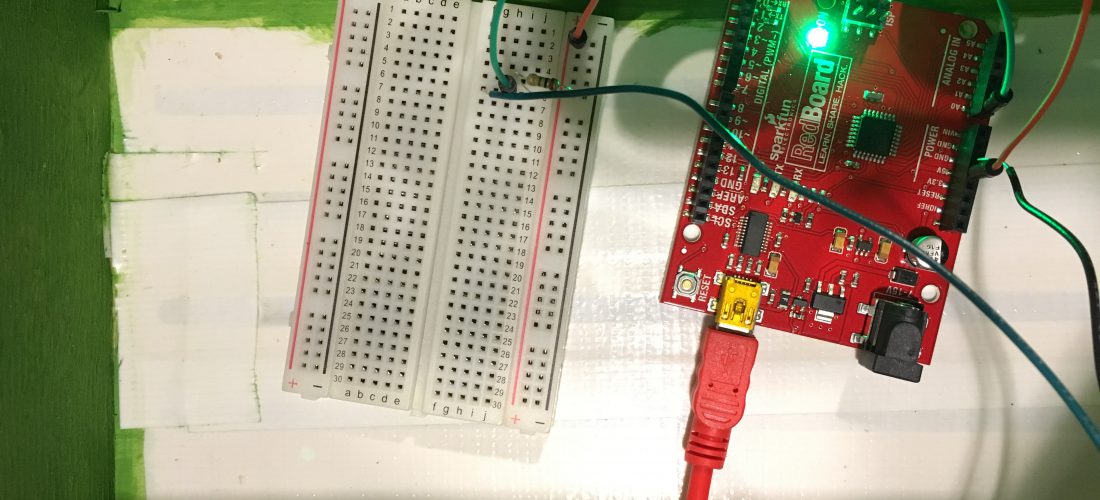 b c d e
g h i j
1
2
3
4
5
6
7
8
9
10
11
12
13
14
15
16
17
18
19
20
21
22
23
24
25
26
27
28
29
30
a b c d e
f g h i j
+ −
+ −
ISP
ON
DIGITAL (PWM~)
sparkfun
ELECTRONICS
RedBoard
LEARN. SHARE. HACK.
TX
RX
12
13
GND
AREF
SDA
SCL
RESET
ANALOG IN
A5
A4
A3
A2
A1
A0
POWER
VIN
GND
GND
5V
3.3V
RESET
IOREF